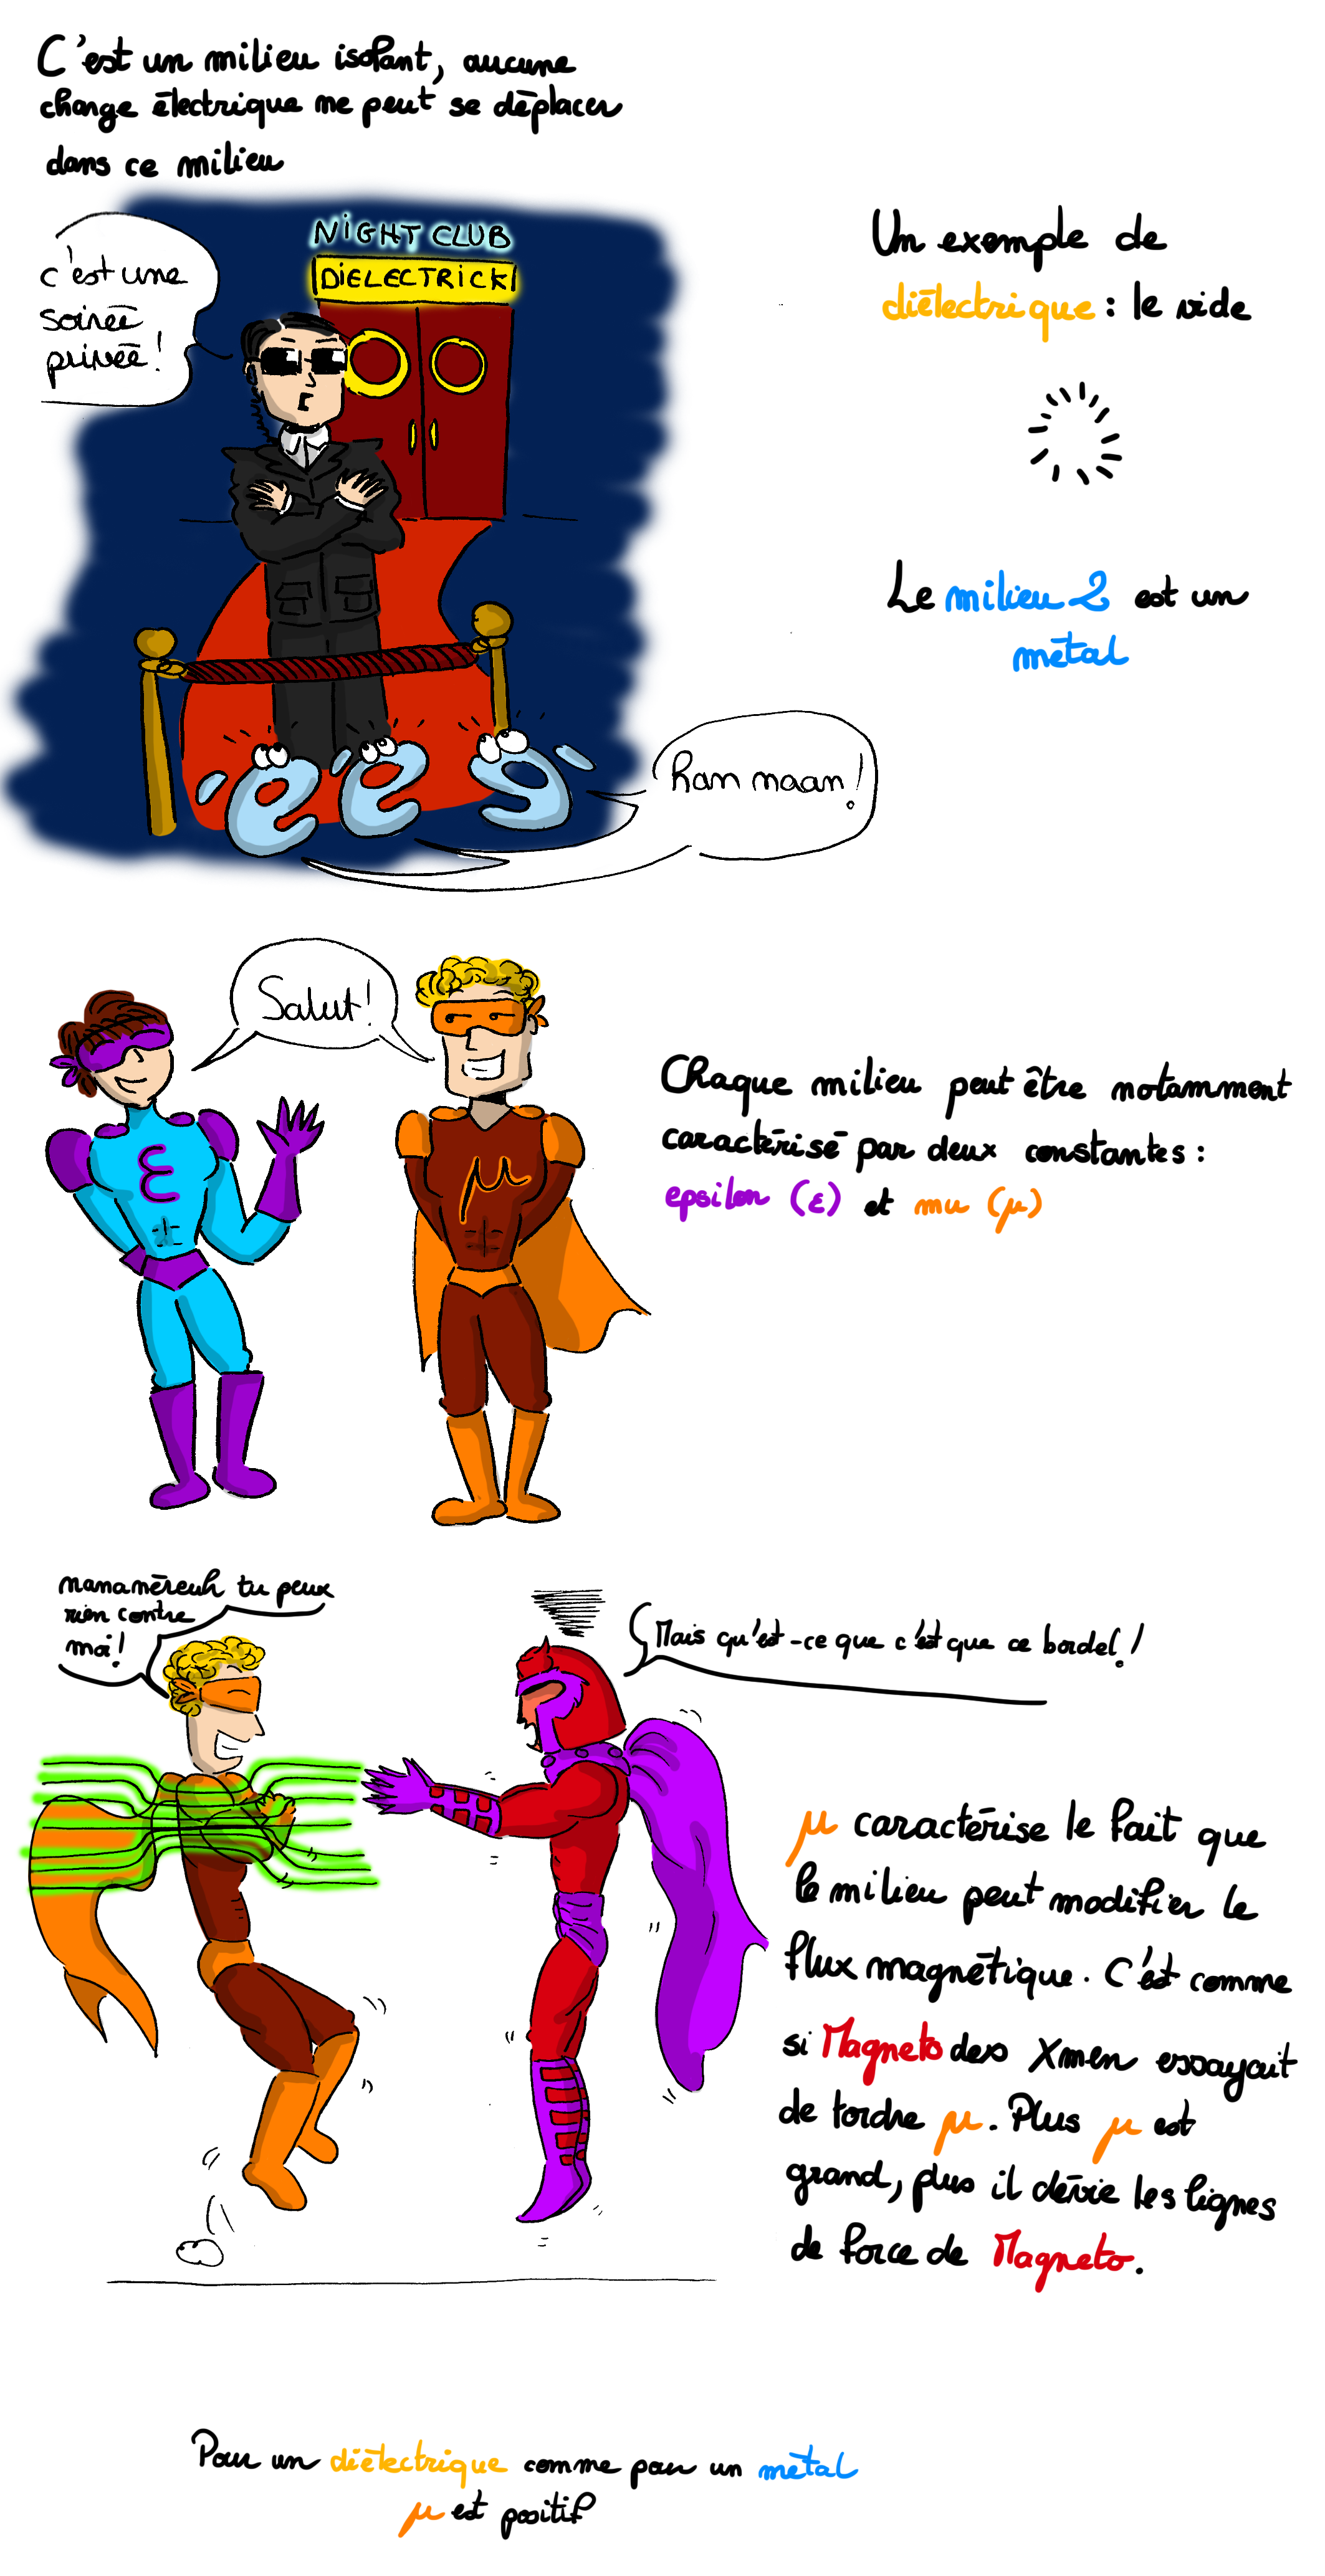 C'est un milieu isolant, aucune
charge électrique ne peut se déplacer
dans ce milieu
NIGHT CLUB
DIELECTRICK
c'est une
soirée
privée!
Un exemple de
diélectrique : le vide
Le milieu 2 est un
métal
Han maan!
Salut!
Chaque milieu peut être notamment
caractérisé par deux constantes :
epsilon (ε) et mu (μ)
ε
μ
nananèreuh tu peux
rien contre
moi!
Mais qu'est-ce que c'est que ce bordel!
μ caractérise le fait que
le milieu peut modifier le
flux magnétique. C'est comme
si Magneto des Xmen essayait
de tordre μ. Plus μ est
grand, plus il dévie les lignes
de force de Magneto.
Pour un diélectrique comme pour un métal
μ est positif